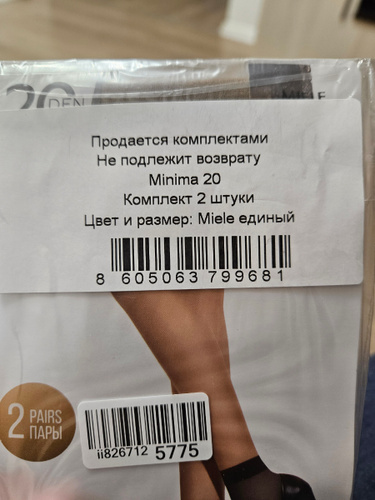 20 DEN
MIELE
Продается комплектами
Не подлежит возврату
Minima 20
Комплект 2 штуки
Цвет и размер: Miele единый
8 605063 799681
2 PAIRS
ПАРЫ
ii826712 5775